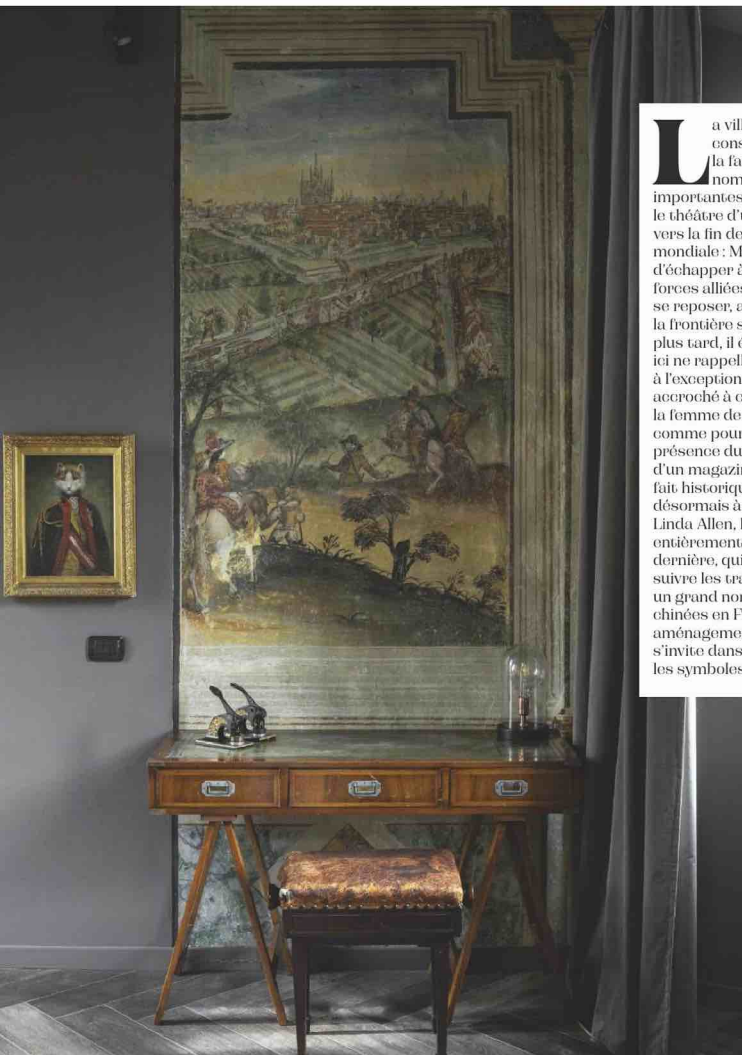 La vill
cons
la fa
nom
importantes
le théâtre d'u
vers la fin de
mondiale : M
d'échapper à
forces alliées
se reposer, a
la frontière s
plus tard, il é
ici ne rappell
à l'exception
accroché à c
la femme de
comme pour
présence du
d'un magazin
fait historiqu
désormais à
Linda Allen, l
entièrement
dernière, qui
suivre les tra
un grand nor
chinées en F
aménageme
s'invite dans
les symboles